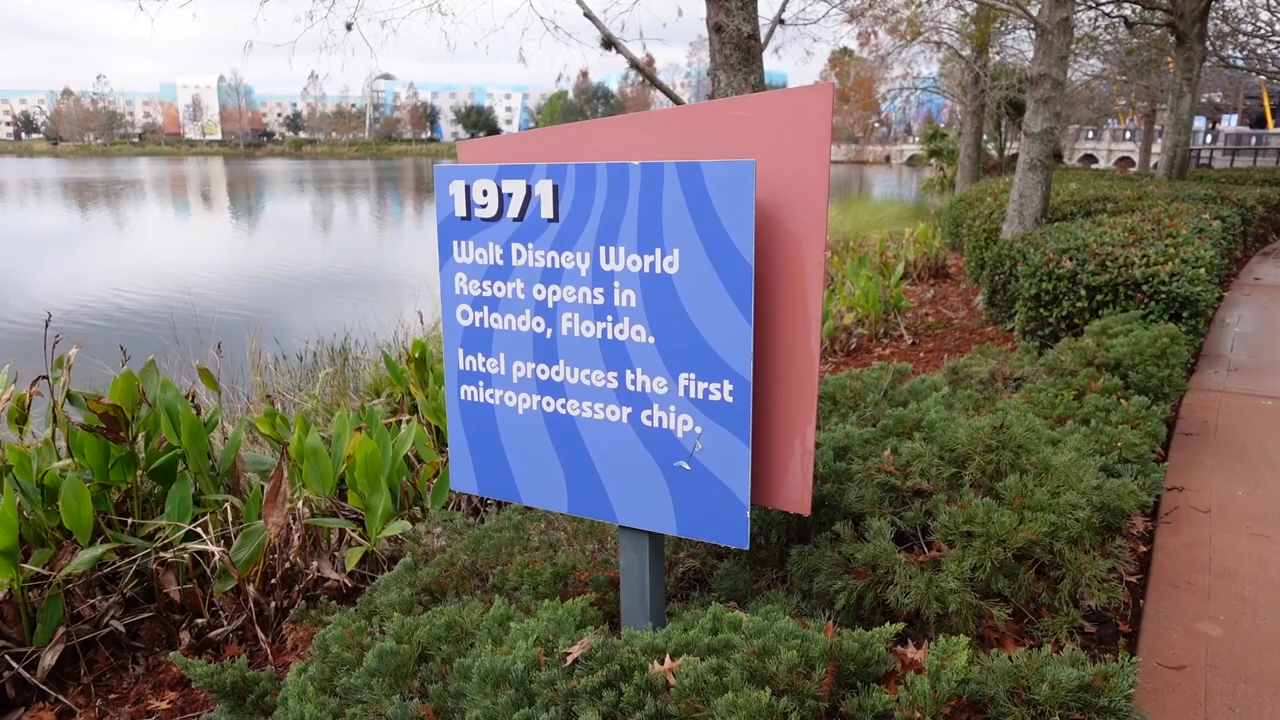 1971
Walt Disney World
Resort opens in
Orlando, Florida.
Intel produces the first
microprocessor chip.